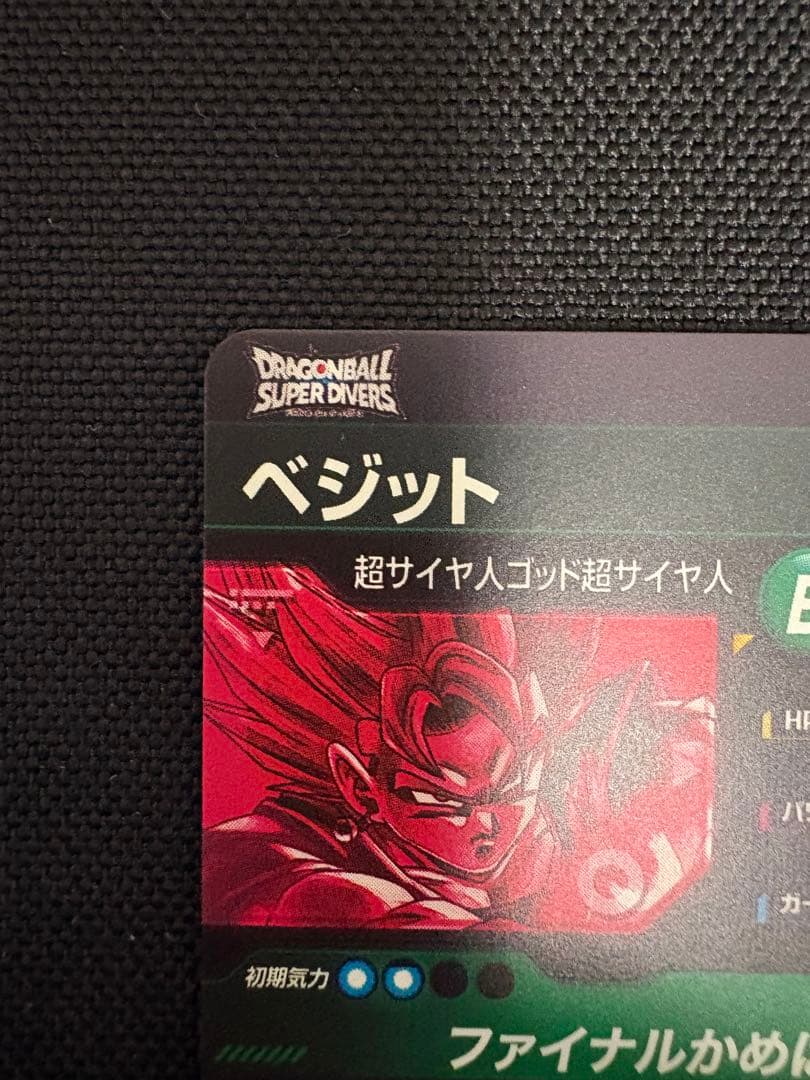 DRAGONBALL
SUPER DIVERS
ベジット
超サイヤ人ゴッド超サイヤ人
HP
初期気力
ファイナルかめ